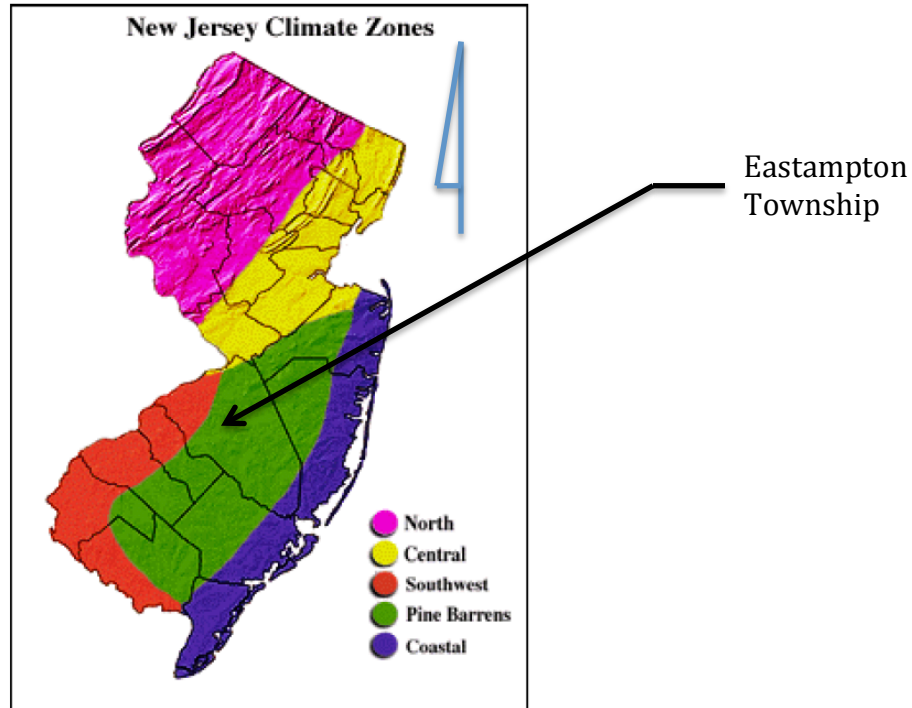 New Jersey Climate Zones
Eastampton
Township
North
Central
Southwest
Pine Barrens
Coastal